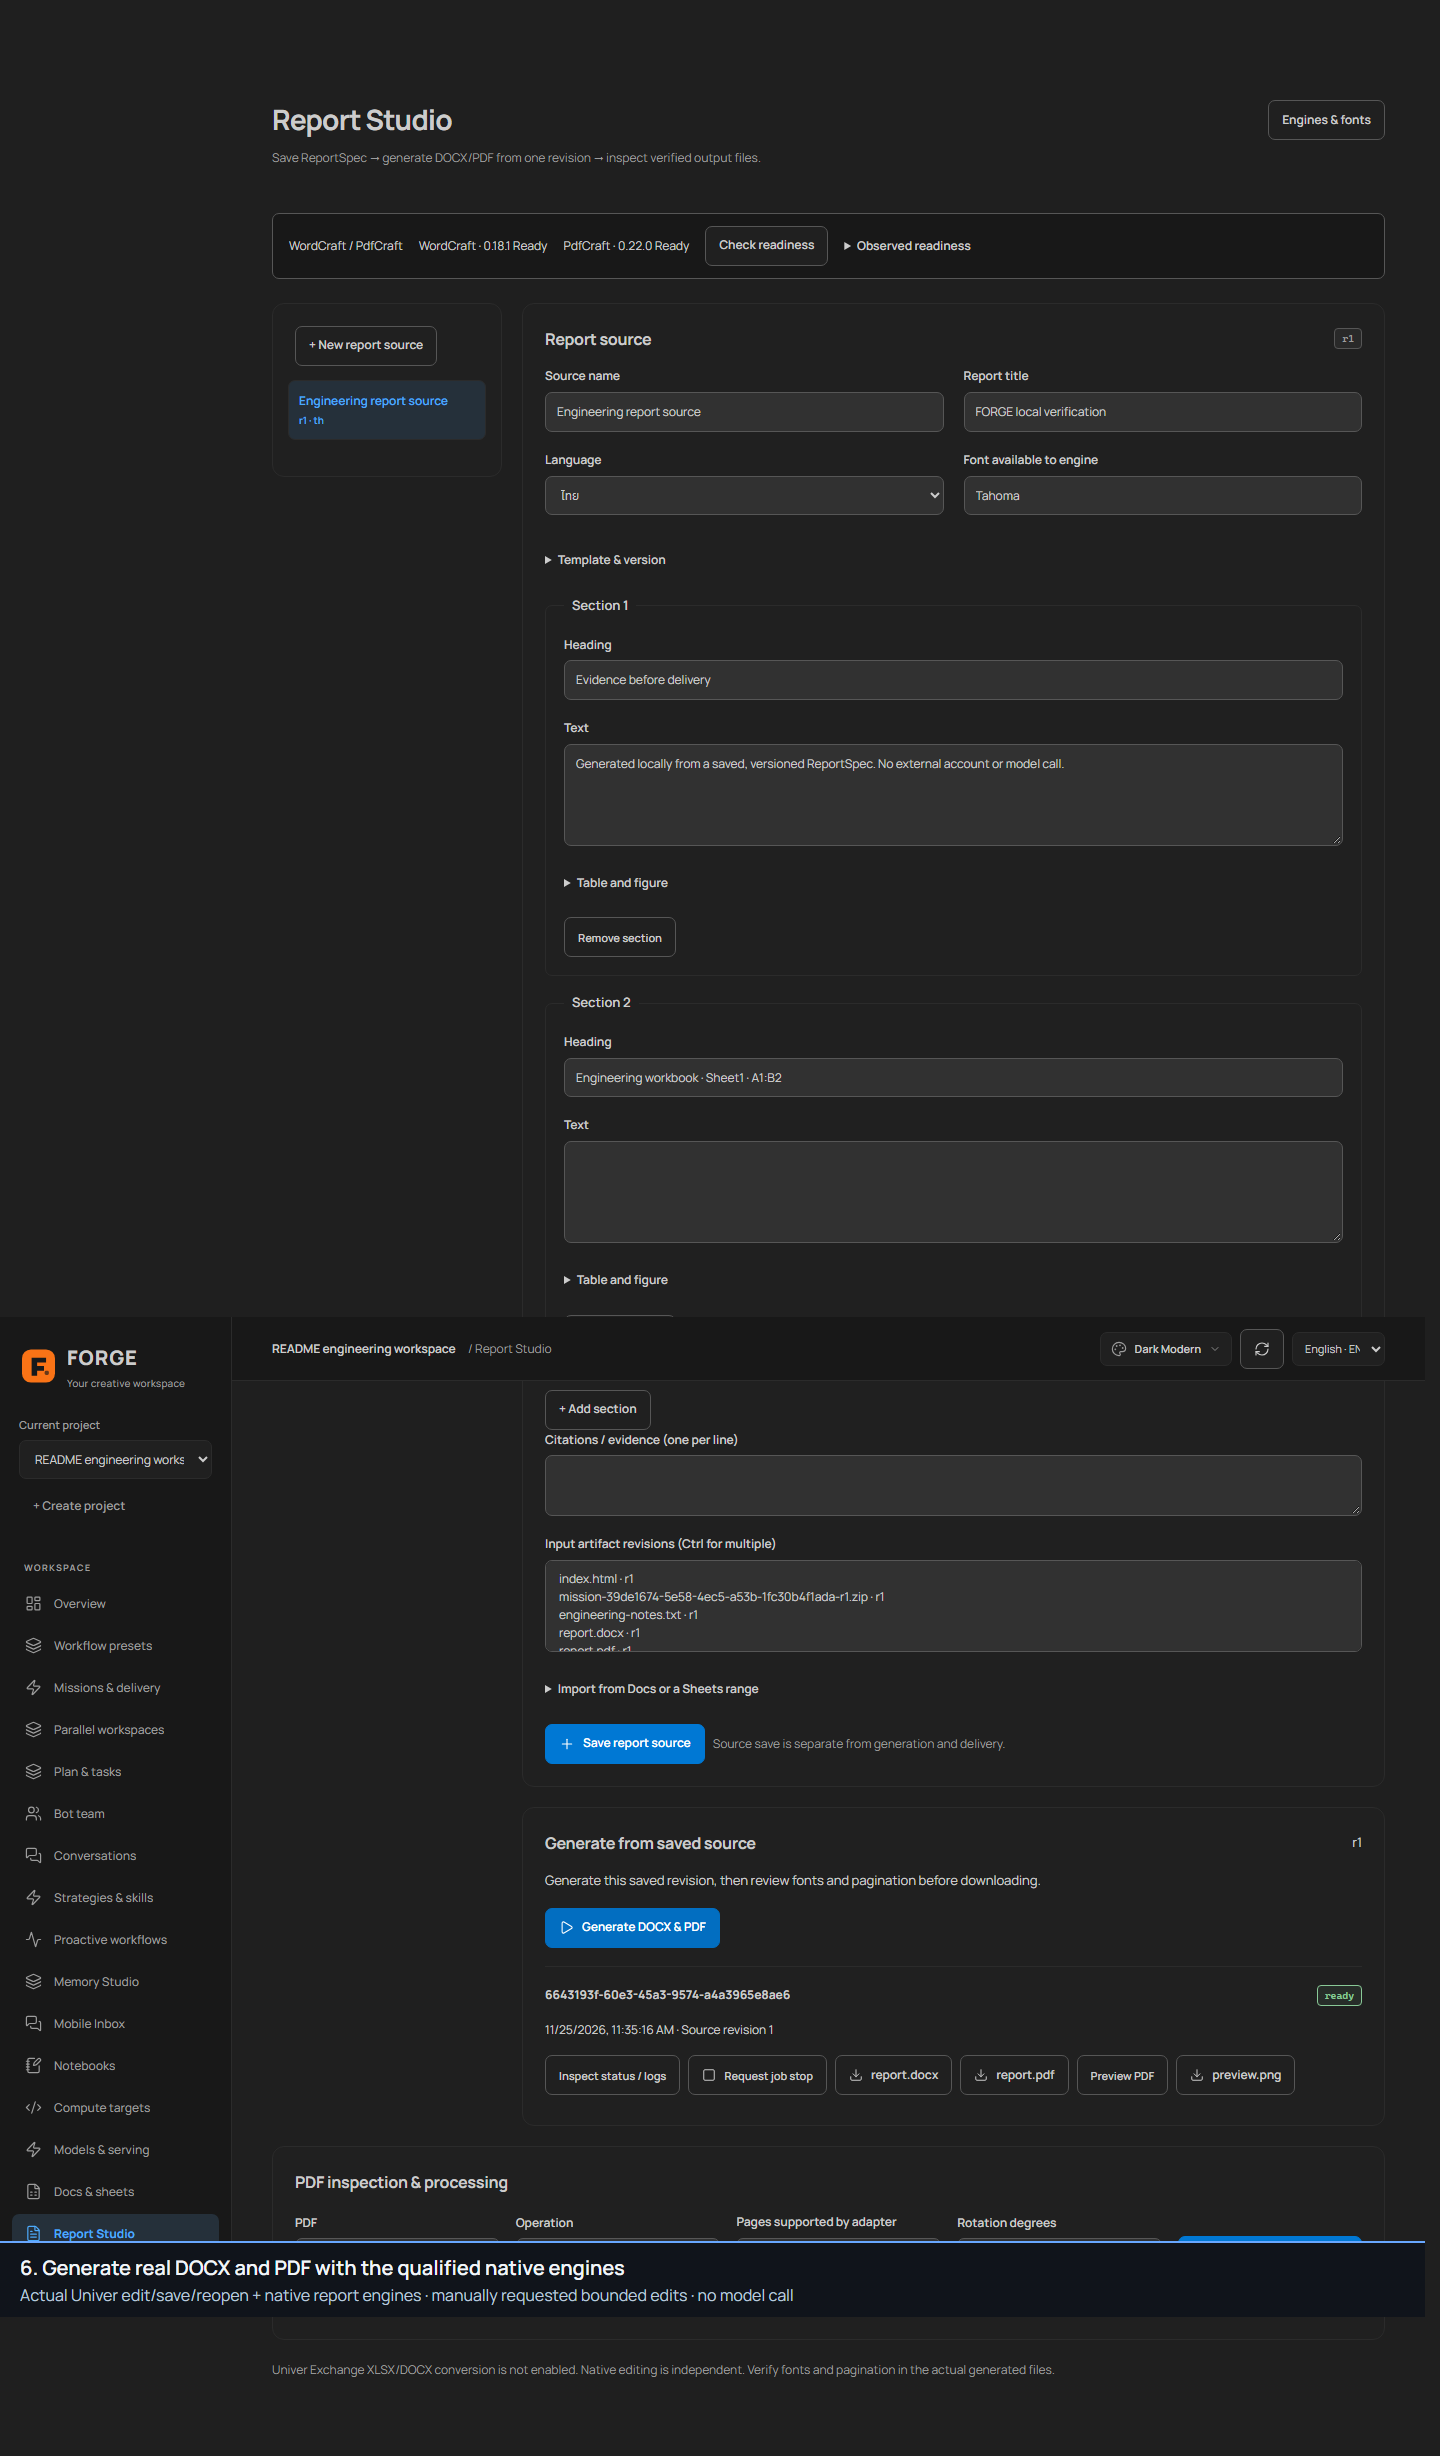 Report Studio
Engines & fonts
Save ReportSpec → generate DOCX/PDF from one revision → inspect verified output files.
WordCraft / PdfCraft
WordCraft · 0.18.1 Ready
PdfCraft · 0.22.0 Ready
Check readiness
Observed readiness
+ New report source
Engineering report source
r1 · th
Report source
r1
Source name
Report title
Engineering report source
FORGE local verification
Language
Font available to engine
ไทย
Tahoma
Template & version
Section 1
Heading
Evidence before delivery
Text
Generated locally from a saved, versioned ReportSpec. No external account or model call.
Table and figure
Remove section
Section 2
Heading
Engineering workbook · Sheet1 · A1:B2
Text
Table and figure
FORGE
Your creative workspace
README engineering workspace / Report Studio
Dark Modern
English · EN
Current project
README engineering works
+ Create project
WORKSPACE
Overview
Workflow presets
Missions & delivery
Parallel workspaces
Plan & tasks
Bot team
Conversations
Strategies & skills
Proactive workflows
Memory Studio
Mobile Inbox
Notebooks
Compute targets
Models & serving
Docs & sheets
Report Studio
+ Add section
Citations / evidence (one per line)
Input artifact revisions (Ctrl for multiple)
index.html · r1
mission-39de1674-5e58-4ec5-a53b-1fc30b4f1ada-r1.zip · r1
engineering-notes.txt · r1
report.docx · r1
report.pdf · r1
Import from Docs or a Sheets range
Save report source
Source save is separate from generation and delivery.
Generate from saved source
r1
Generate this saved revision, then review fonts and pagination before downloading.
Generate DOCX & PDF
6643193f-60e3-45a3-9574-a4a3965e8ae6
ready
11/25/2026, 11:35:16 AM · Source revision 1
Inspect status / logs
Request job stop
report.docx
report.pdf
Preview PDF
preview.png
PDF inspection & processing
PDF
Operation
Pages supported by adapter
Rotation degrees
6. Generate real DOCX and PDF with the qualified native engines
Actual Univer edit/save/reopen + native report engines · manually requested bounded edits · no model call
Univer Exchange XLSX/DOCX conversion is not enabled. Native editing is independent. Verify fonts and pagination in the actual generated files.